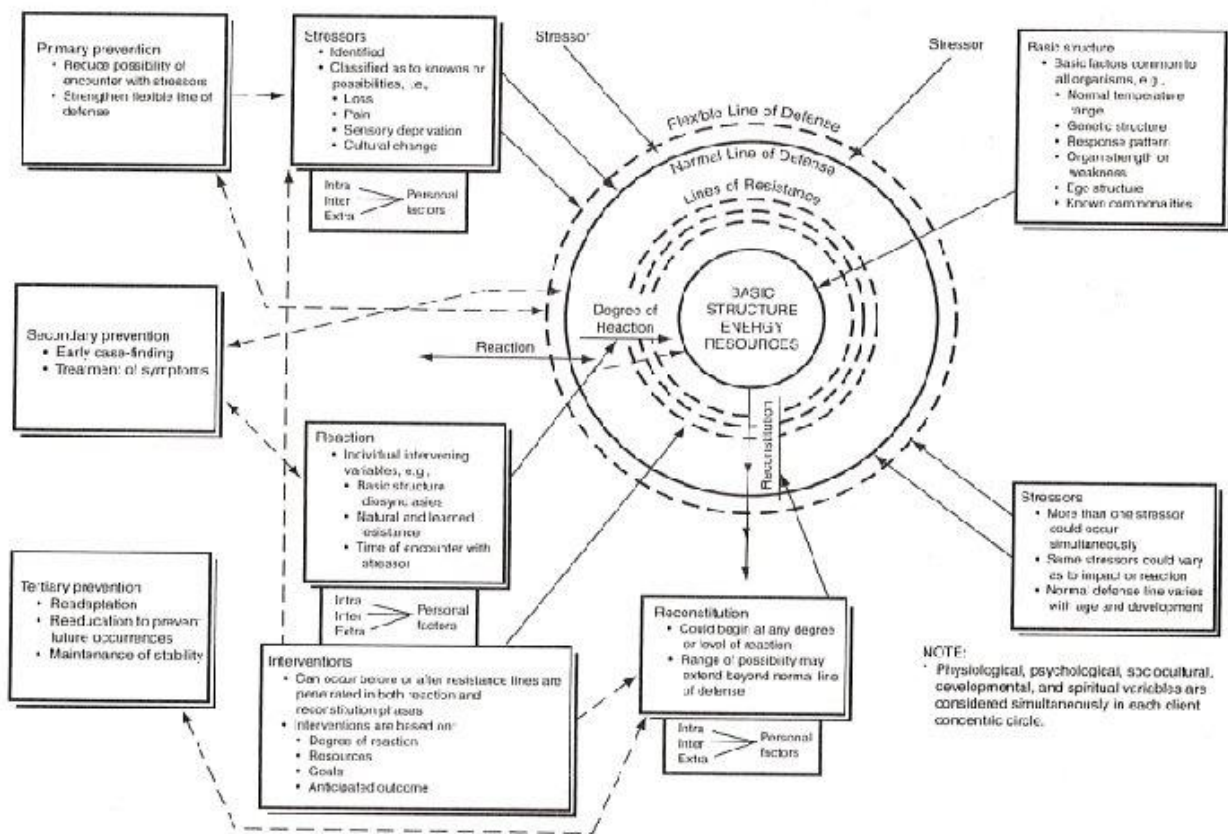 Primary prevention
• Reduce possibility of
encounter with stressors
• Strengthen flexible line of
defense
Stressors
• Identified
• Classified as to knowns or
possibilities, i.e.,
• Loss
• Pain
• Sensory deprivation
• Cultural change
Intra
Inter
Extra
Personal
factors
Stressor
Stressor
Basic structure
• Basic factors common to
all organisms, e.g.,
• Normal temperature
range
• Genetic structure
• Response pattern
• Organ strength or
weakness
• Ego structure
• Known commonalities
Flexible Line of Defense
Normal Line of Defense
Lines of Resistance
BASIC
STRUCTURE
ENERGY
RESOURCES
Degree of
Reaction
Reaction
Reconstitution
Secondary prevention
• Early case-finding
• Treatment of symptoms
Reaction
• Individual intervening
variables, e.g.,
• Basic structure
• Natural and learned
resistance
• Time of encounter with
stressor
Intra
Inter
Extra
Personal
factors
Stressors
• More than one stressor
could occur
simultaneously
• Same stressors could vary
as to impact or reaction
• Normal defense line varies
with age and development
Tertiary prevention
• Readaptation
• Reeducation to prevent
future occurrences
• Maintenance of stability
Interventions
• Can occur before or after resistance lines are
penetrated in both reaction and
reconstitution phases
• Interventions are based on:
• Degree of reaction
• Resources
• Goals
• Anticipated outcome
Reconstitution
• Could begin at any degree
or level of reaction
• Range of possibility may
extend beyond normal line
of defense
Intra
Inter
Extra
Personal
factors
NOTE:
* Physiological, psychological, sociocultural,
developmental, and spiritual variables are
considered simultaneously in each client
concentric circle.